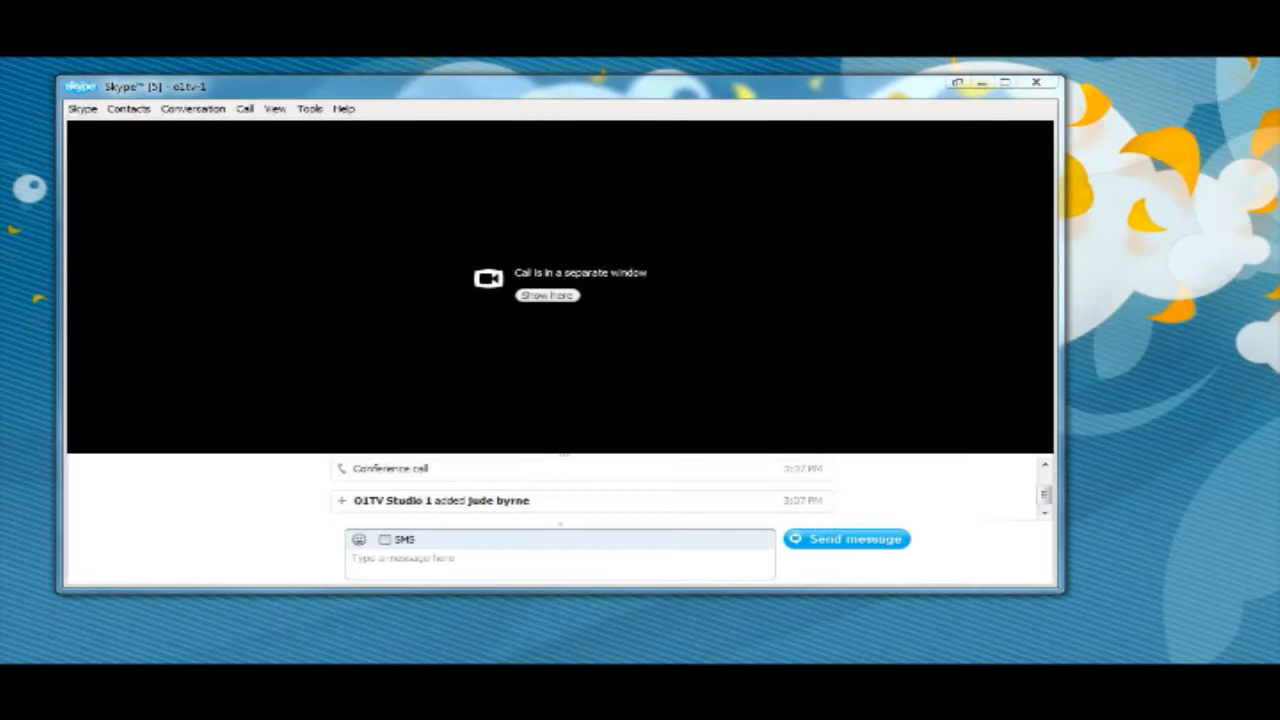 skype Skype™ [5] - o1tv-1
Skype Contacts Conversation Call View Tools Help
Call is in a separate window
Show here
Conference call 3:07 PM
O1TV Studio 1 added jude byrne 3:07 PM
SMS
Send message
Type a message here